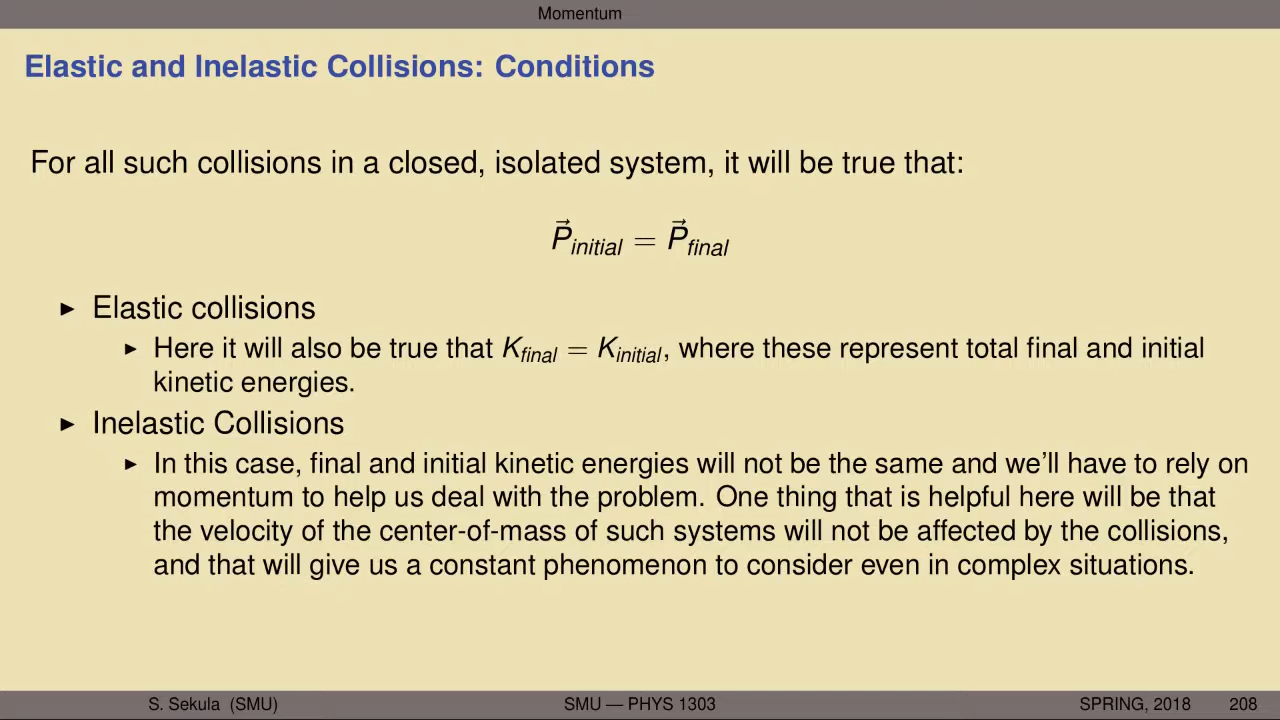 Momentum
Elastic and Inelastic Collisions: Conditions
For all such collisions in a closed, isolated system, it will be true that:
$\vec{P}_{initial} = \vec{P}_{final}$
▶ Elastic collisions
▶ Here it will also be true that $K_{final} = K_{initial}$, where these represent total final and initial
kinetic energies.
▶ Inelastic Collisions
▶ In this case, final and initial kinetic energies will not be the same and we'll have to rely on
momentum to help us deal with the problem. One thing that is helpful here will be that
the velocity of the center-of-mass of such systems will not be affected by the collisions,
and that will give us a constant phenomenon to consider even in complex situations.
S. Sekula (SMU) SMU — PHYS 1303 SPRING, 2018 208